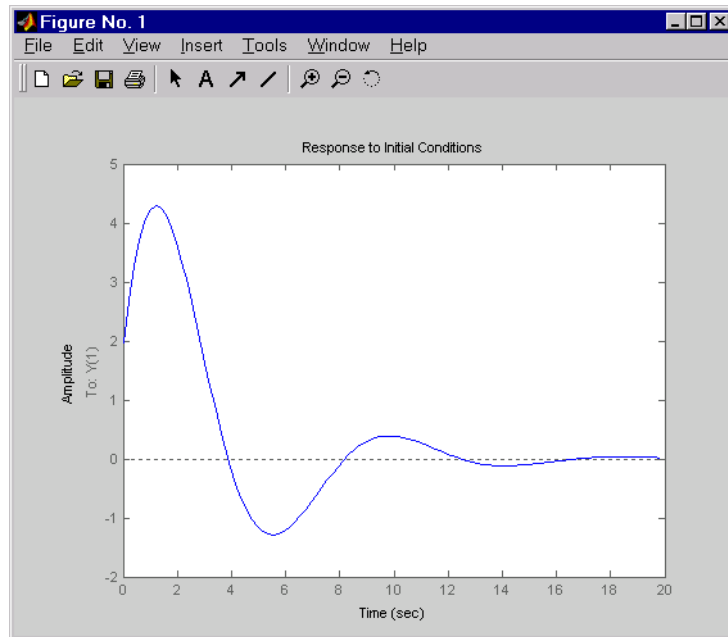 Figure No. 1
File Edit View Insert Tools Window Help
A
Response to Initial Conditions
5
4
3
2
1
0
-1
-2
Amplitude
To: Y(1)
0 2 4 6 8 10 12 14 16 18 20
Time (sec)